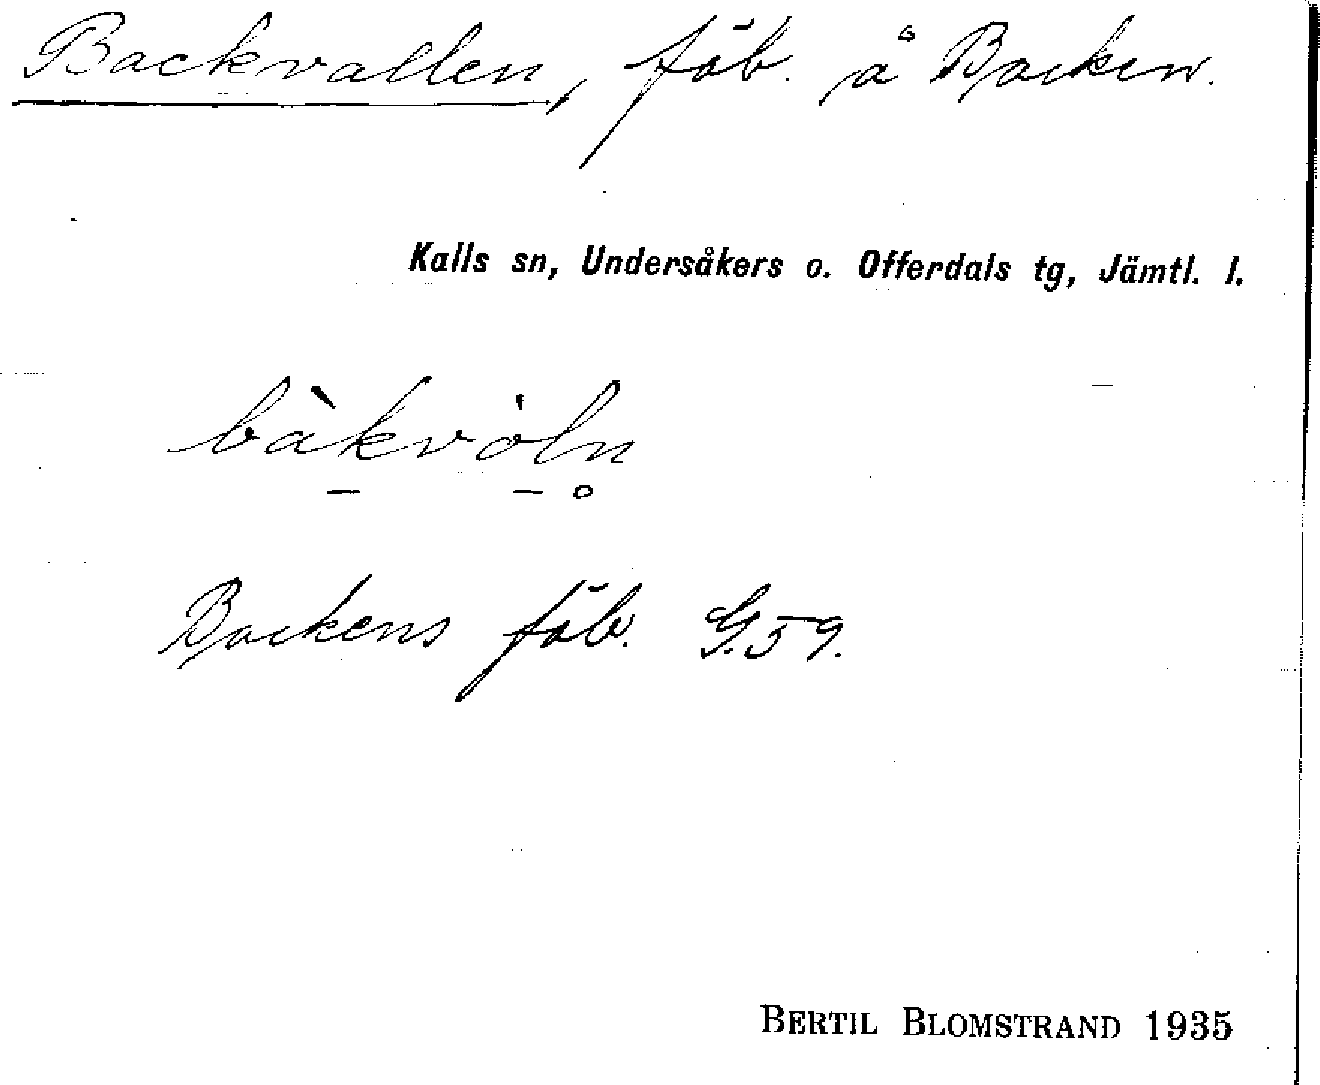 Backvallen, fäb. å Backen.
Kalls sn, Undersåkers o. Offerdals tg, Jämtl. l.
bàkvöln
Backens fäb. G.59.
BERTIL BLOMSTRAND 1935